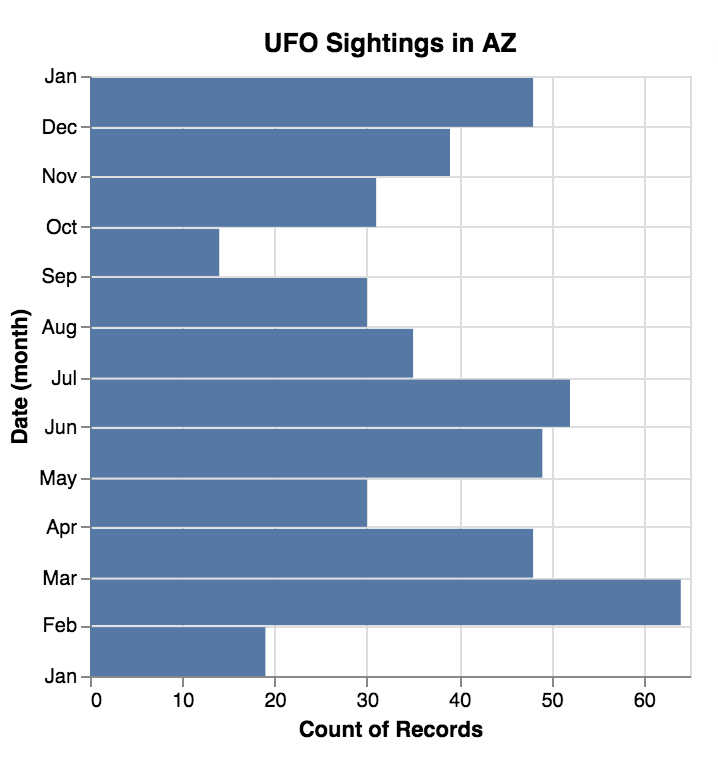 UFO Sightings in AZ
Jan
Dec
Nov
Oct
Sep
Aug
Jul
Jun
May
Apr
Mar
Feb
Jan
Date (month)
0 10 20 30 40 50 60
Count of Records